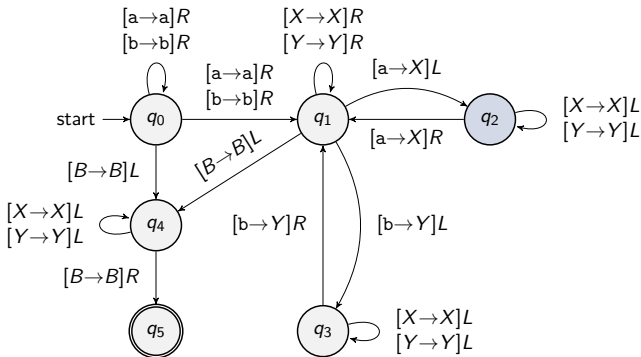 [a→a]R
[b→b]R
[X→X]R
[Y→Y]R
[a→a]R
[b→b]R
[a→X]L
start
q0
q1
q2
[X→X]L
[Y→Y]L
[a→X]R
[B→B]L
[B→B]L
[X→X]L
[Y→Y]L
q4
[b→Y]R
[b→Y]L
[B→B]R
q5
q3
[X→X]L
[Y→Y]L